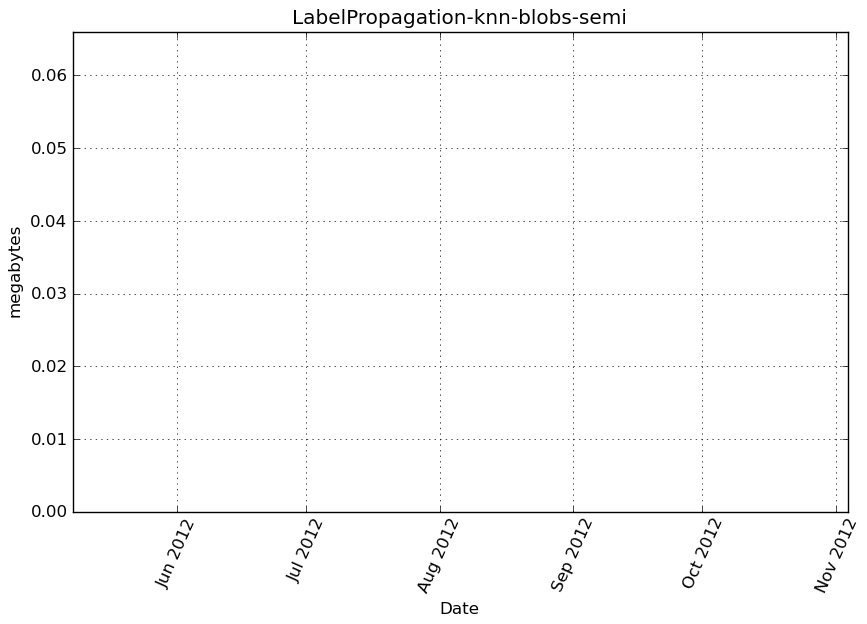 LabelPropagation-knn-blobs-semi
0.06
0.05
0.04
0.03
0.02
0.01
0.00
megabytes
Jun 2012
Jul 2012
Aug 2012
Sep 2012
Oct 2012
Nov 2012
Date